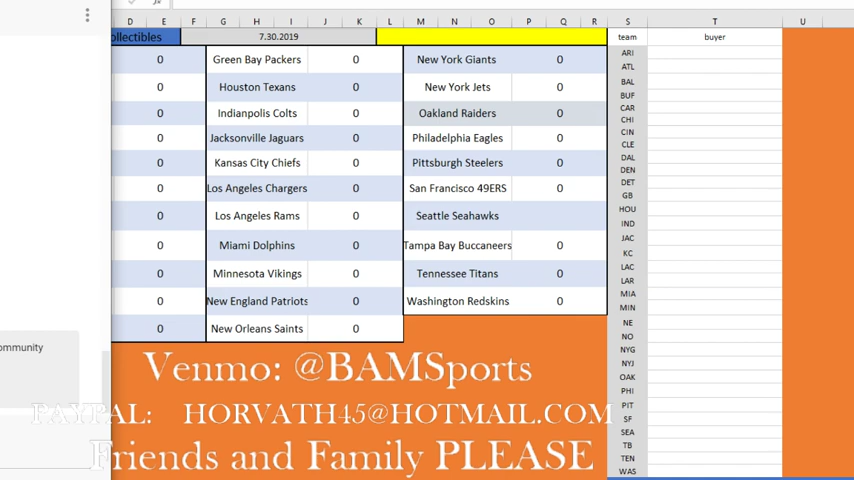 D E F G H I J K L M N O P Q R S T U
ollectibles 7.30.2019 team buyer
0 Green Bay Packers 0 New York Giants 0
0 Houston Texans 0 New York Jets 0
0 Indianpolis Colts 0 Oakland Raiders 0
0 Jacksonville Jaguars 0 Philadelphia Eagles 0
0 Kansas City Chiefs 0 Pittsburgh Steelers 0
0 Los Angeles Chargers 0 San Francisco 49ERS 0
0 Los Angeles Rams 0 Seattle Seahawks
0 Miami Dolphins 0 Tampa Bay Buccaneers 0
0 Minnesota Vikings 0 Tennessee Titans 0
0 New England Patriots 0 Washington Redskins 0
0 New Orleans Saints 0
ARI
ATL
BAL
BUF
CAR
CHI
CIN
CLE
DAL
DEN
DET
GB
HOU
IND
JAC
KC
LAC
LAR
MIA
MIN
NE
NO
NYG
NYJ
OAK
PHI
PIT
SF
SEA
TB
TEN
WAS
ommunity
Venmo: @BAMSports
PAYPAL: HORVATH45@HOTMAIL.COM
Friends and Family PLEASE